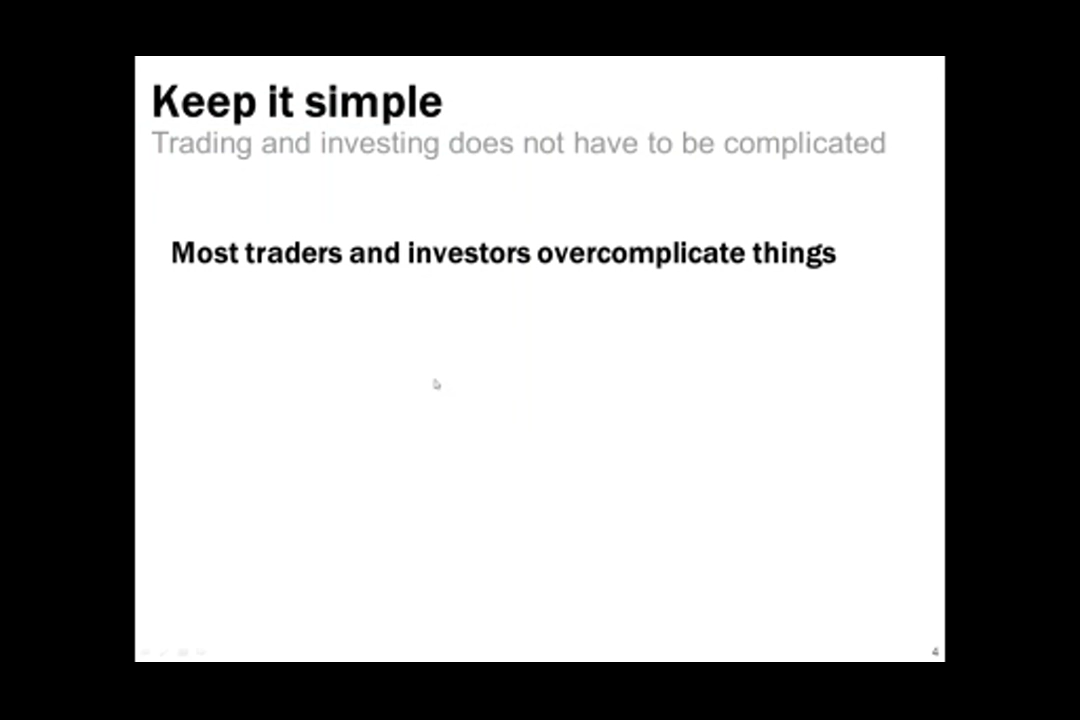 Keep it simple
Trading and investing does not have to be complicated
Most traders and investors overcomplicate things
4